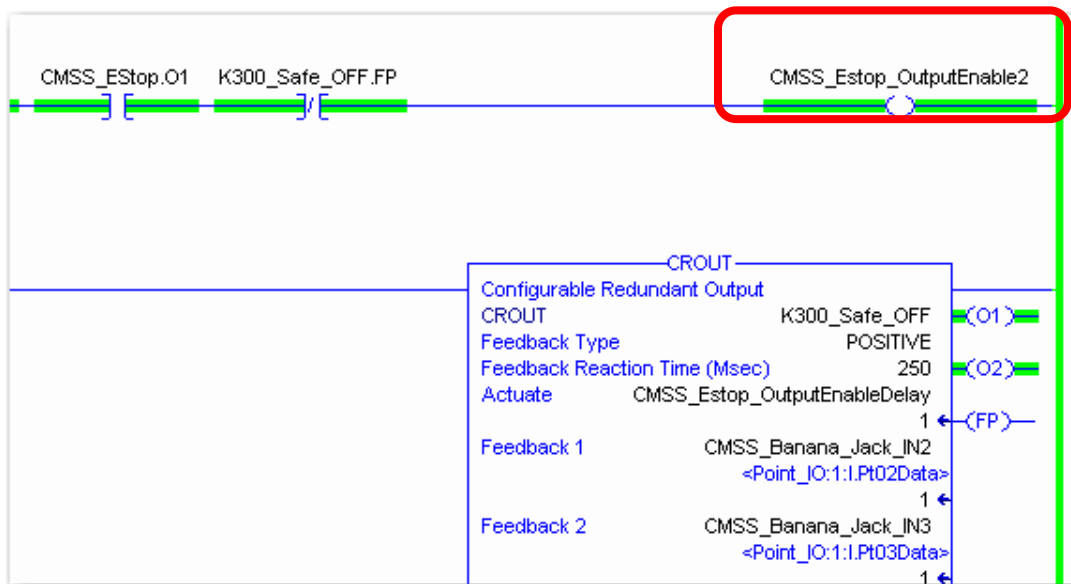 CMSS_EStop.O1 K300_Safe_OFF.FP CMSS_Estop_OutputEnable2
CROUT
Configurable Redundant Output
CROUT K300_Safe_OFF (O1)
Feedback Type POSITIVE
Feedback Reaction Time (Msec) 250 (O2)
Actuate CMSS_Estop_OutputEnableDelay
1 (FP)
Feedback 1 CMSS_Banana_Jack_IN2
<Point_IO:1:I.Pt02Data>
1
Feedback 2 CMSS_Banana_Jack_IN3
<Point_IO:1:I.Pt03Data>
1